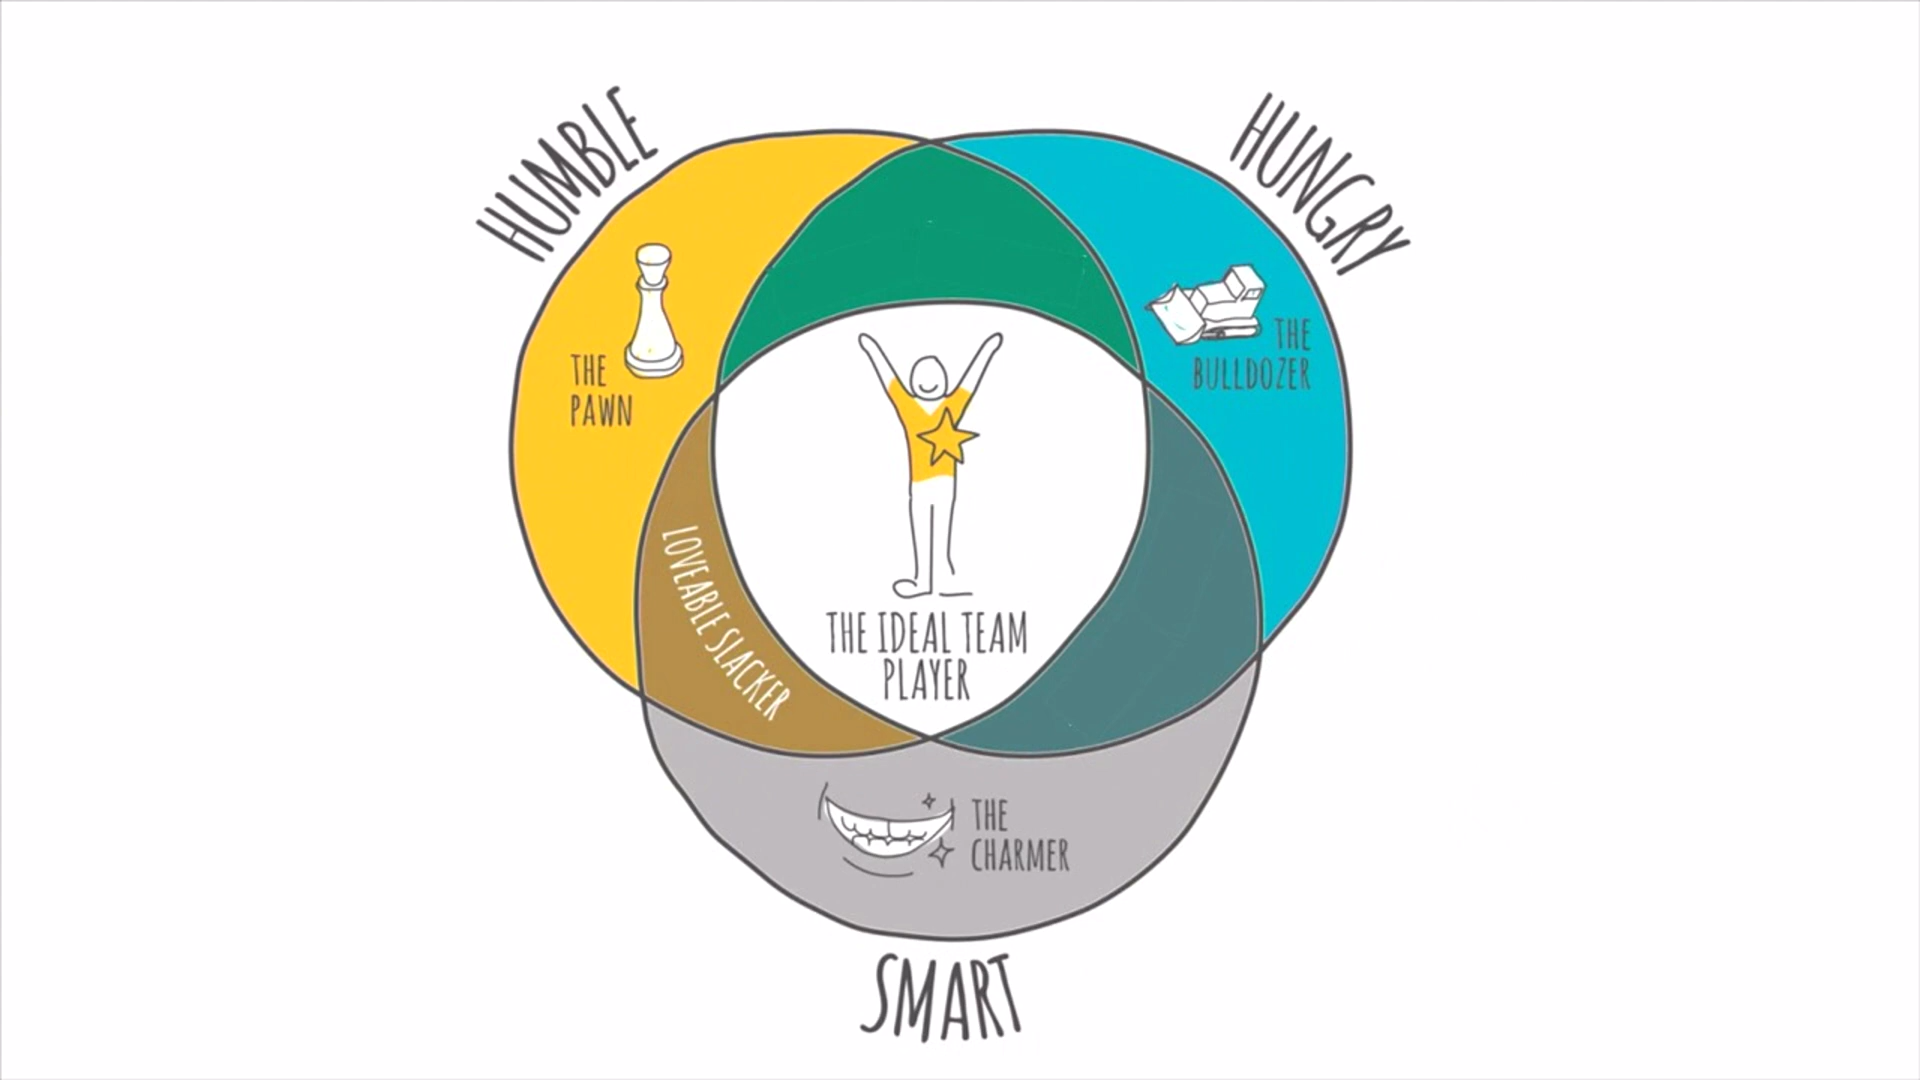 HUMBLE
HUNGRY
THE
PAWN
THE
BULLDOZER
LOVEABLE SLACKER
THE IDEAL TEAM
PLAYER
THE
CHARMER
SMART